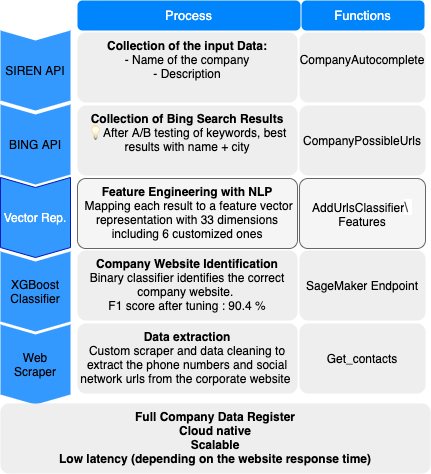 Process
Functions
SIREN API
Collection of the input Data:
- Name of the company
- Description
CompanyAutocomplete
BING API
Collection of Bing Search Results
💡 After A/B testing of keywords, best
results with name + city
CompanyPossibleUrls
Vector Rep.
Feature Engineering with NLP
Mapping each result to a feature vector
representation with 33 dimensions
including 6 customized ones
AddUrlsClassifier\
Features
XGBoost
Classifier
Company Website Identification
Binary classifier identifies the correct
company website.
F1 score after tuning : 90.4 %
SageMaker Endpoint
Web
Scraper
Data extraction
Custom scraper and data cleaning to
extract the phone numbers and social
network urls from the corporate website
Get_contacts
Full Company Data Register
Cloud native
Scalable
Low latency (depending on the website response time)